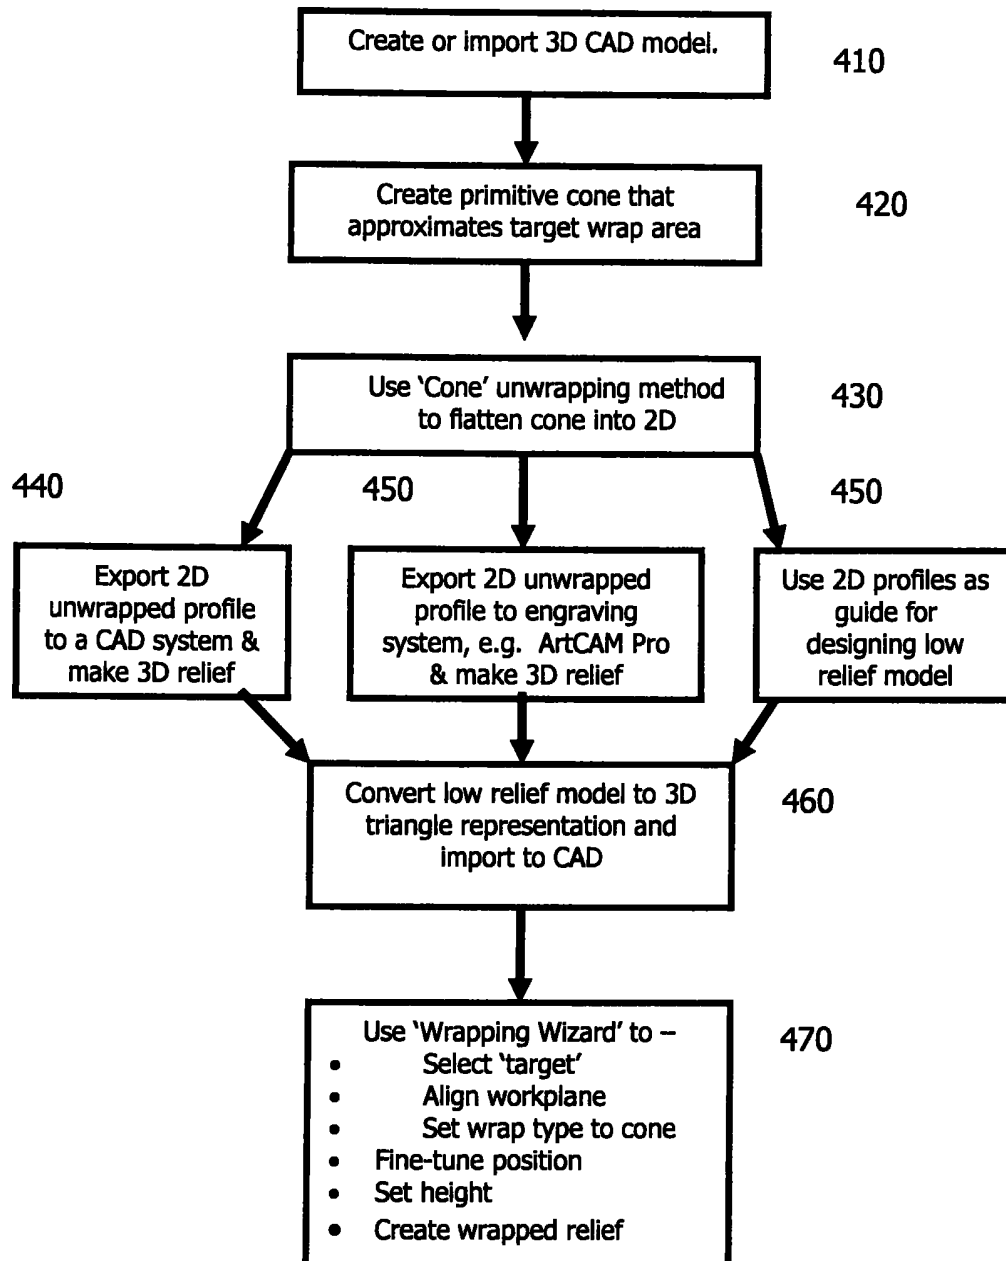 Create or import 3D CAD model.
410
Create primitive cone that
approximates target wrap area
420
Use ‘Cone’ unwrapping method
to flatten cone into 2D
430
440
450
450
Export 2D
unwrapped profile
to a CAD system &
make 3D relief
Export 2D unwrapped
profile to engraving
system, e.g. ArtCAM Pro
& make 3D relief
Use 2D profiles as
guide for
designing low
relief model
Convert low relief model to 3D
triangle representation and
import to CAD
460
Use ‘Wrapping Wizard’ to –
• Select ‘target’
• Align workplane
• Set wrap type to cone
• Fine-tune position
• Set height
• Create wrapped relief
470